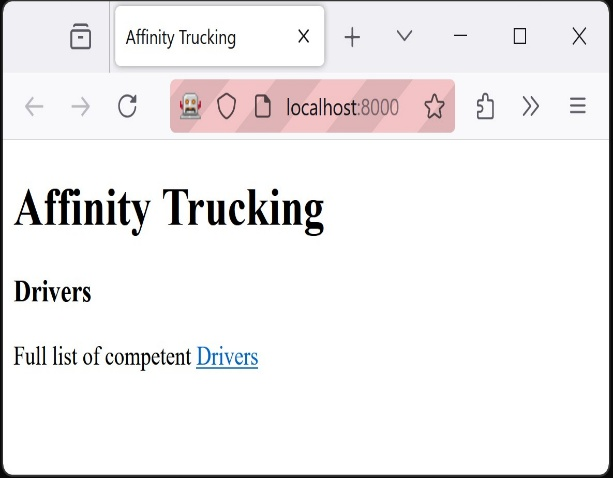 Affinity Trucking
localhost:8000
Affinity Trucking
Drivers
Full list of competent Drivers